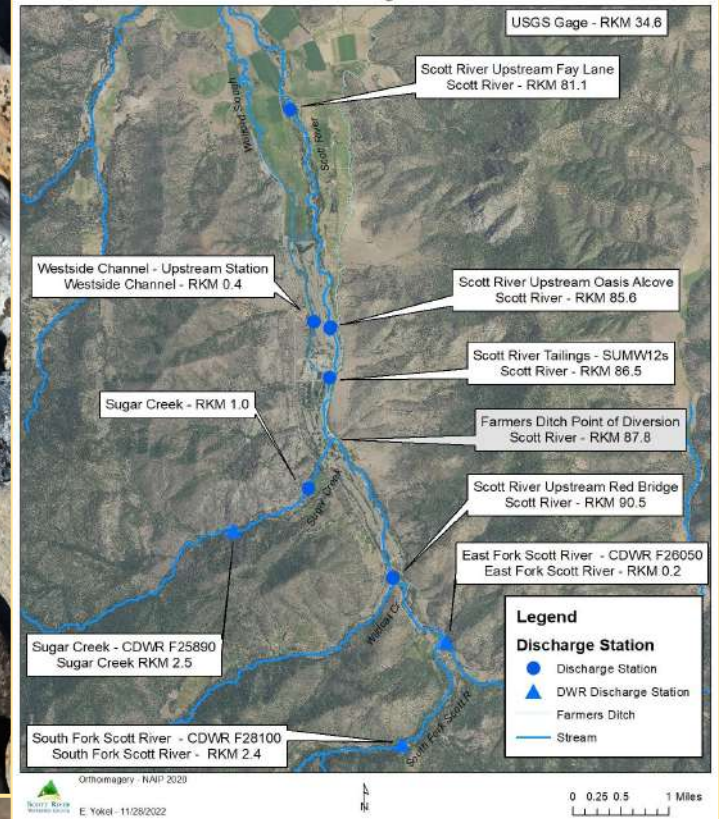 USGS Gage - RKM 34.6
Scott River Upstream Fay Lane
Scott River - RKM 81.1
Scott River
Westside Channel - Upstream Station
Westside Channel - RKM 0.4
Scott River Upstream Oasis Alcove
Scott River - RKM 85.6
Scott River Tailings - SUMW12s
Scott River - RKM 86.5
Sugar Creek - RKM 1.0
Farmers Ditch Point of Diversion
Scott River - RKM 87.8
Sugar Creek
Scott River Upstream Red Bridge
Scott River - RKM 90.5
East Fork Scott River - CDWR F26050
East Fork Scott River - RKM 0.2
Wildcat Cr.
Sugar Creek - CDWR F25890
Sugar Creek RKM 2.5
South Fork Scott River - CDWR F28100
South Fork Scott River - RKM 2.4
South Fork Scott R.
Legend
Discharge Station
Discharge Station
DWR Discharge Station
Farmers Ditch
Stream
Orthoimagery - NAIP 2020
SCOTT RIVER
E. Yokel - 11/28/2022
N
0 0.25 0.5 1 Miles